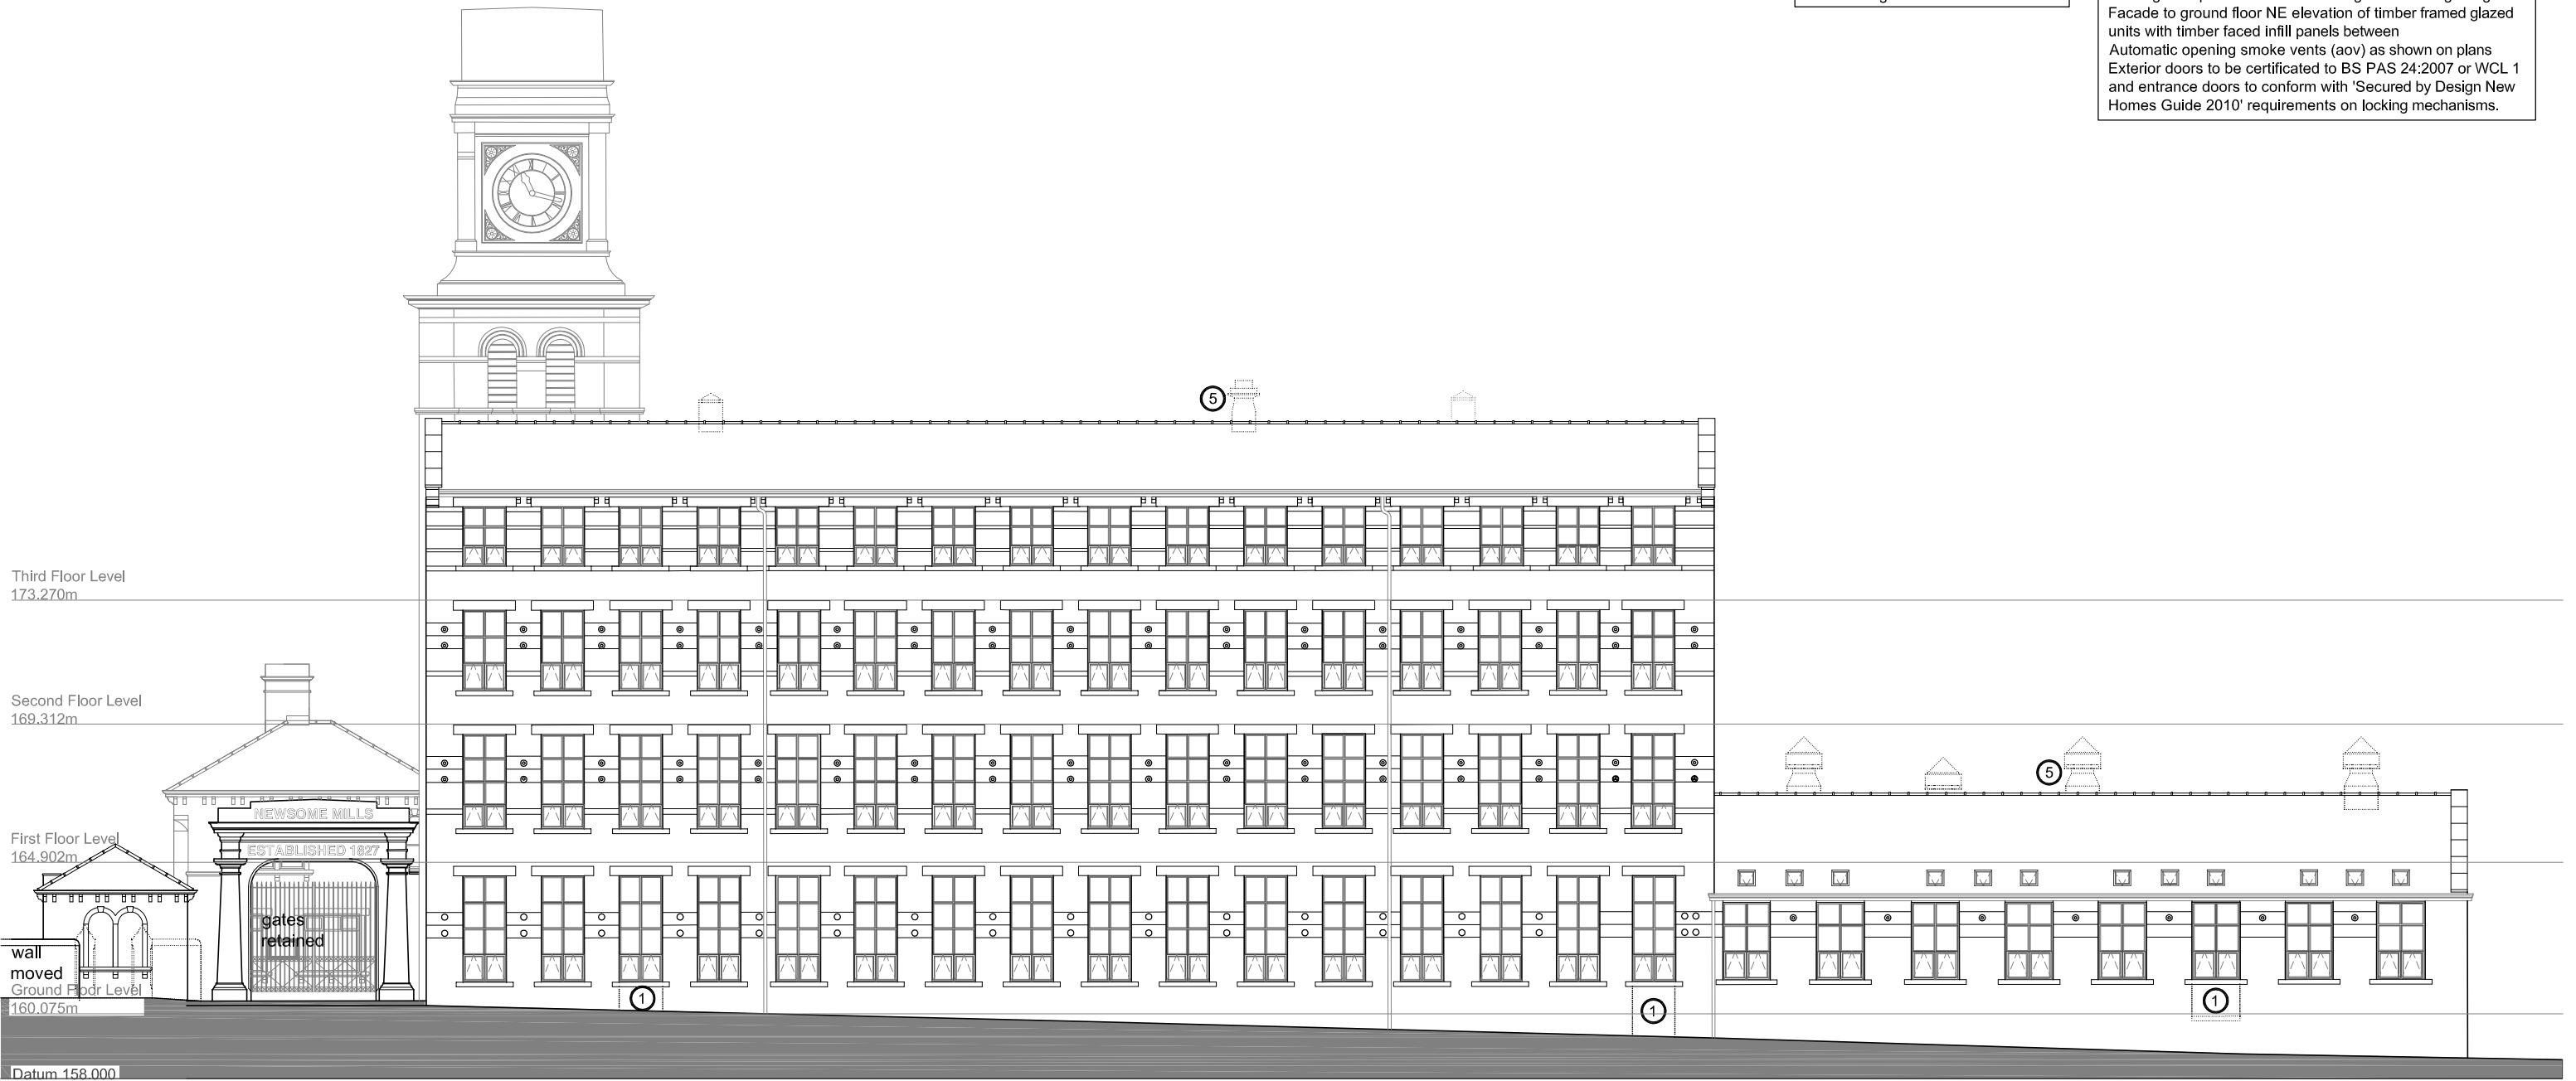 Facade to ground floor NE elevation of timber framed glazed
units with timber faced infill panels between
Automatic opening smoke vents (aov) as shown on plans
Exterior doors to be certificated to BS PAS 24:2007 or WCL 1
and entrance doors to conform with 'Secured by Design New
Homes Guide 2010' requirements on locking mechanisms.
5
Third Floor Level
173.270m
Second Floor Level
169.312m
5
NEWSOME MILLS
First Floor Level
164.902m
ESTABLISHED 1827
gates
retained
wall
moved
Ground Floor Level
160.075m
1
1
1
Datum 158.000